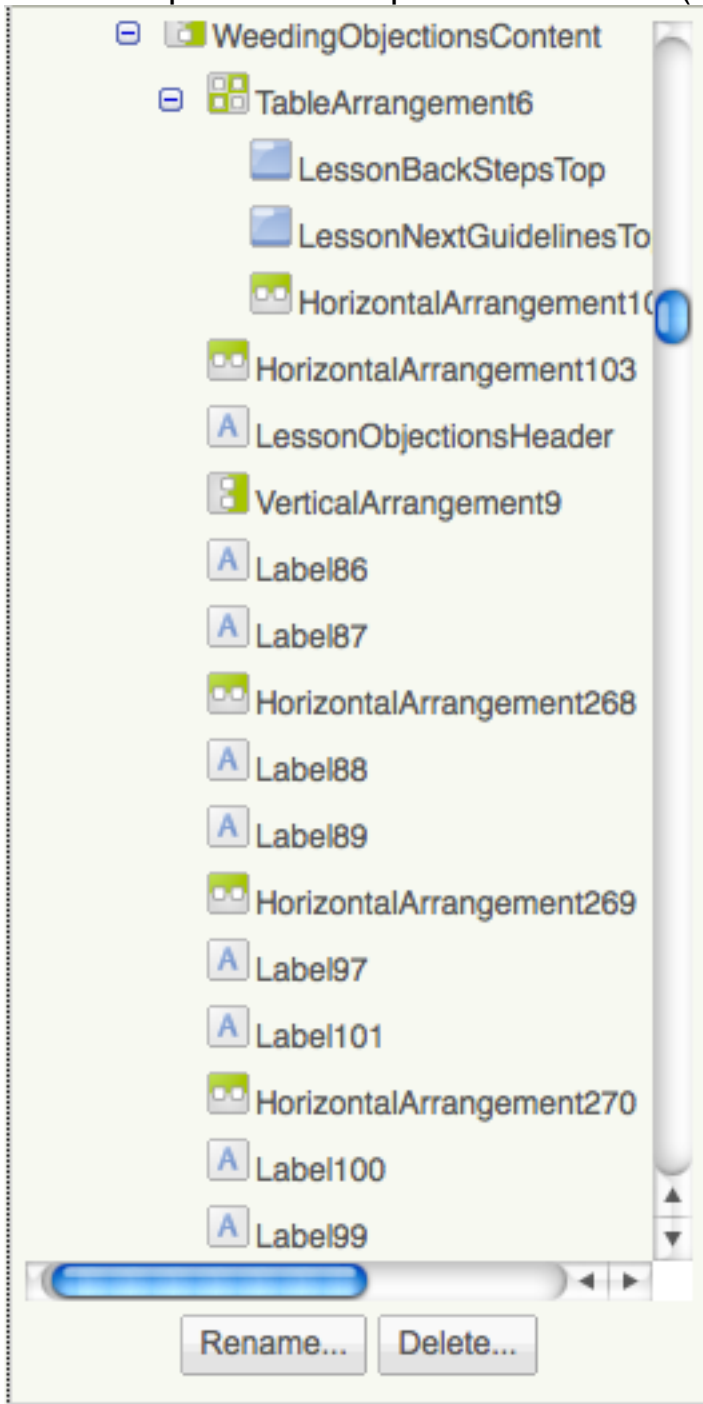 WeedingObjectionsContent
TableArrangement6
LessonBackStepsTop
LessonNextGuidelinesTo
HorizontalArrangement10
HorizontalArrangement103
LessonObjectionsHeader
VerticalArrangement9
Label86
Label87
HorizontalArrangement268
Label88
Label89
HorizontalArrangement269
Label97
Label101
HorizontalArrangement270
Label100
Label99
Rename... Delete...